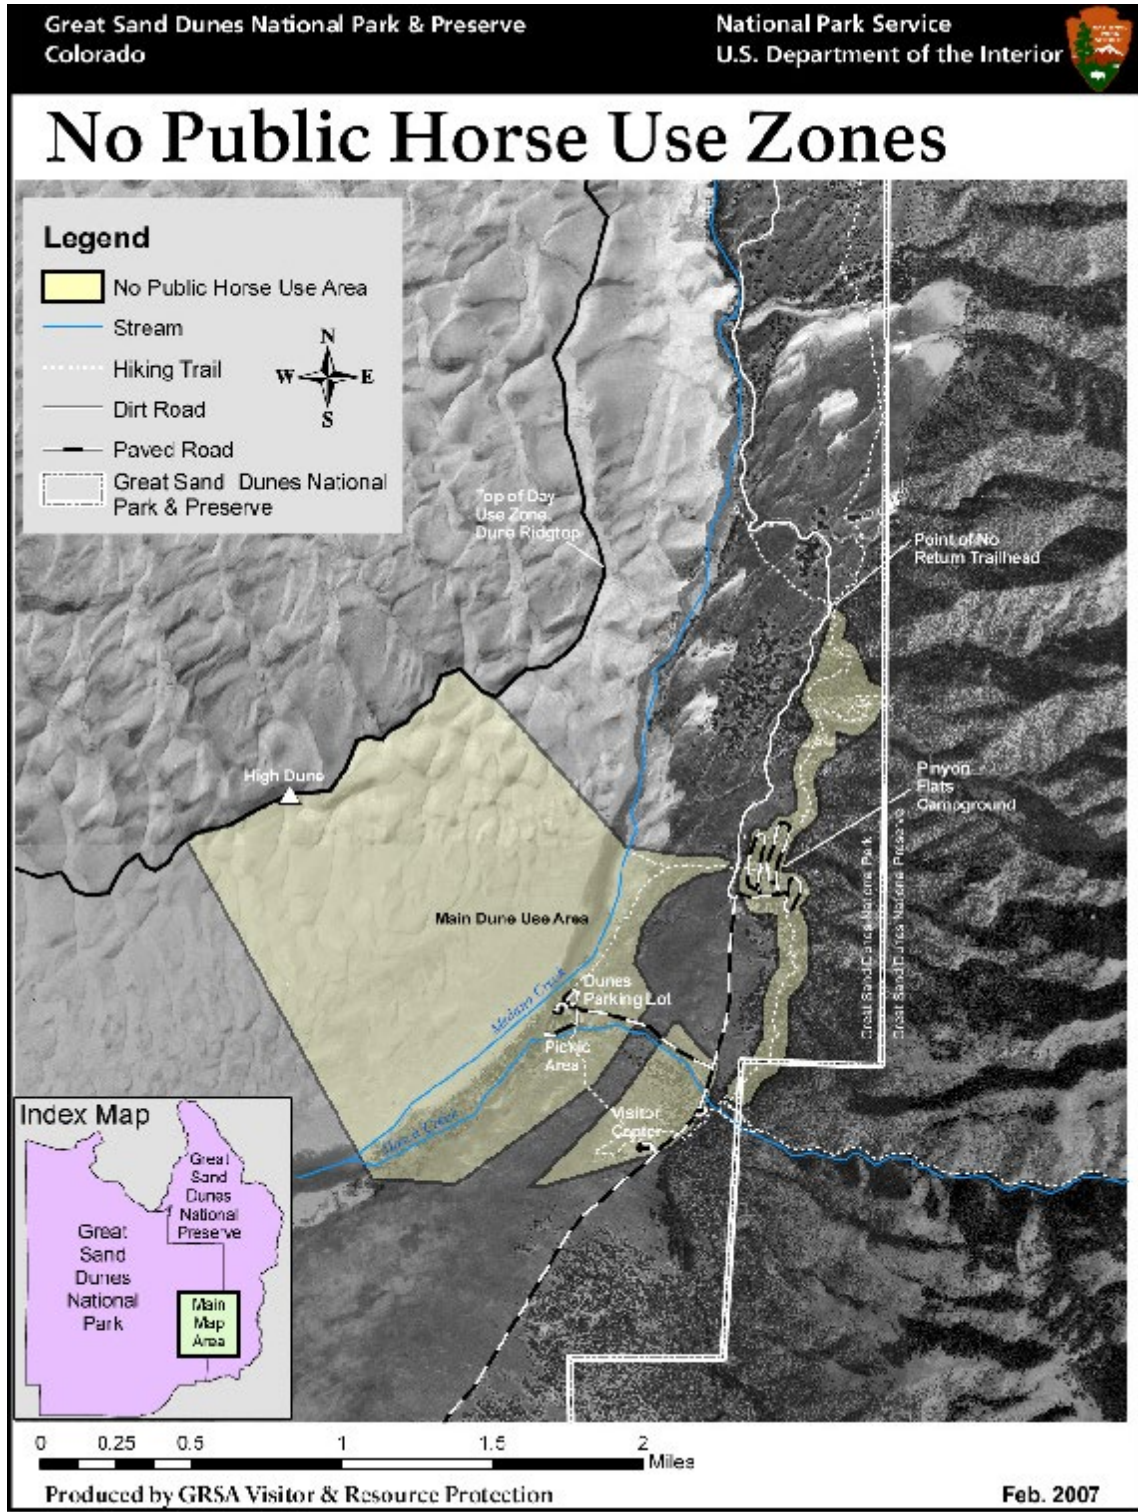 Great Sand Dunes National Park & Preserve
Colorado
National Park Service
U.S. Department of the Interior
No Public Horse Use Zones
Legend
No Public Horse Use Area
Stream
Hiking Trail
Dirt Road
Paved Road
Great Sand Dunes National
Park & Preserve
N
W
E
S
Top of Day
Use Zone
Dune Ridgetop
Point of No
Return Trailhead
High Dune
Pinyon
Flats
Campground
Great Sand Dunes National Park
Great Sand Dunes National Preserve
Main Dune Use Area
Medano Creek
Dunes
Parking Lot
Picnic
Area
Mosca Creek
Visitor
Center
Index Map
Great
Sand
Dunes
National
Preserve
Great
Sand
Dunes
National
Park
Main
Map
Area
0 0.25 0.5 1 1.5 2
Miles
Produced by GRSA Visitor & Resource Protection
Feb. 2007